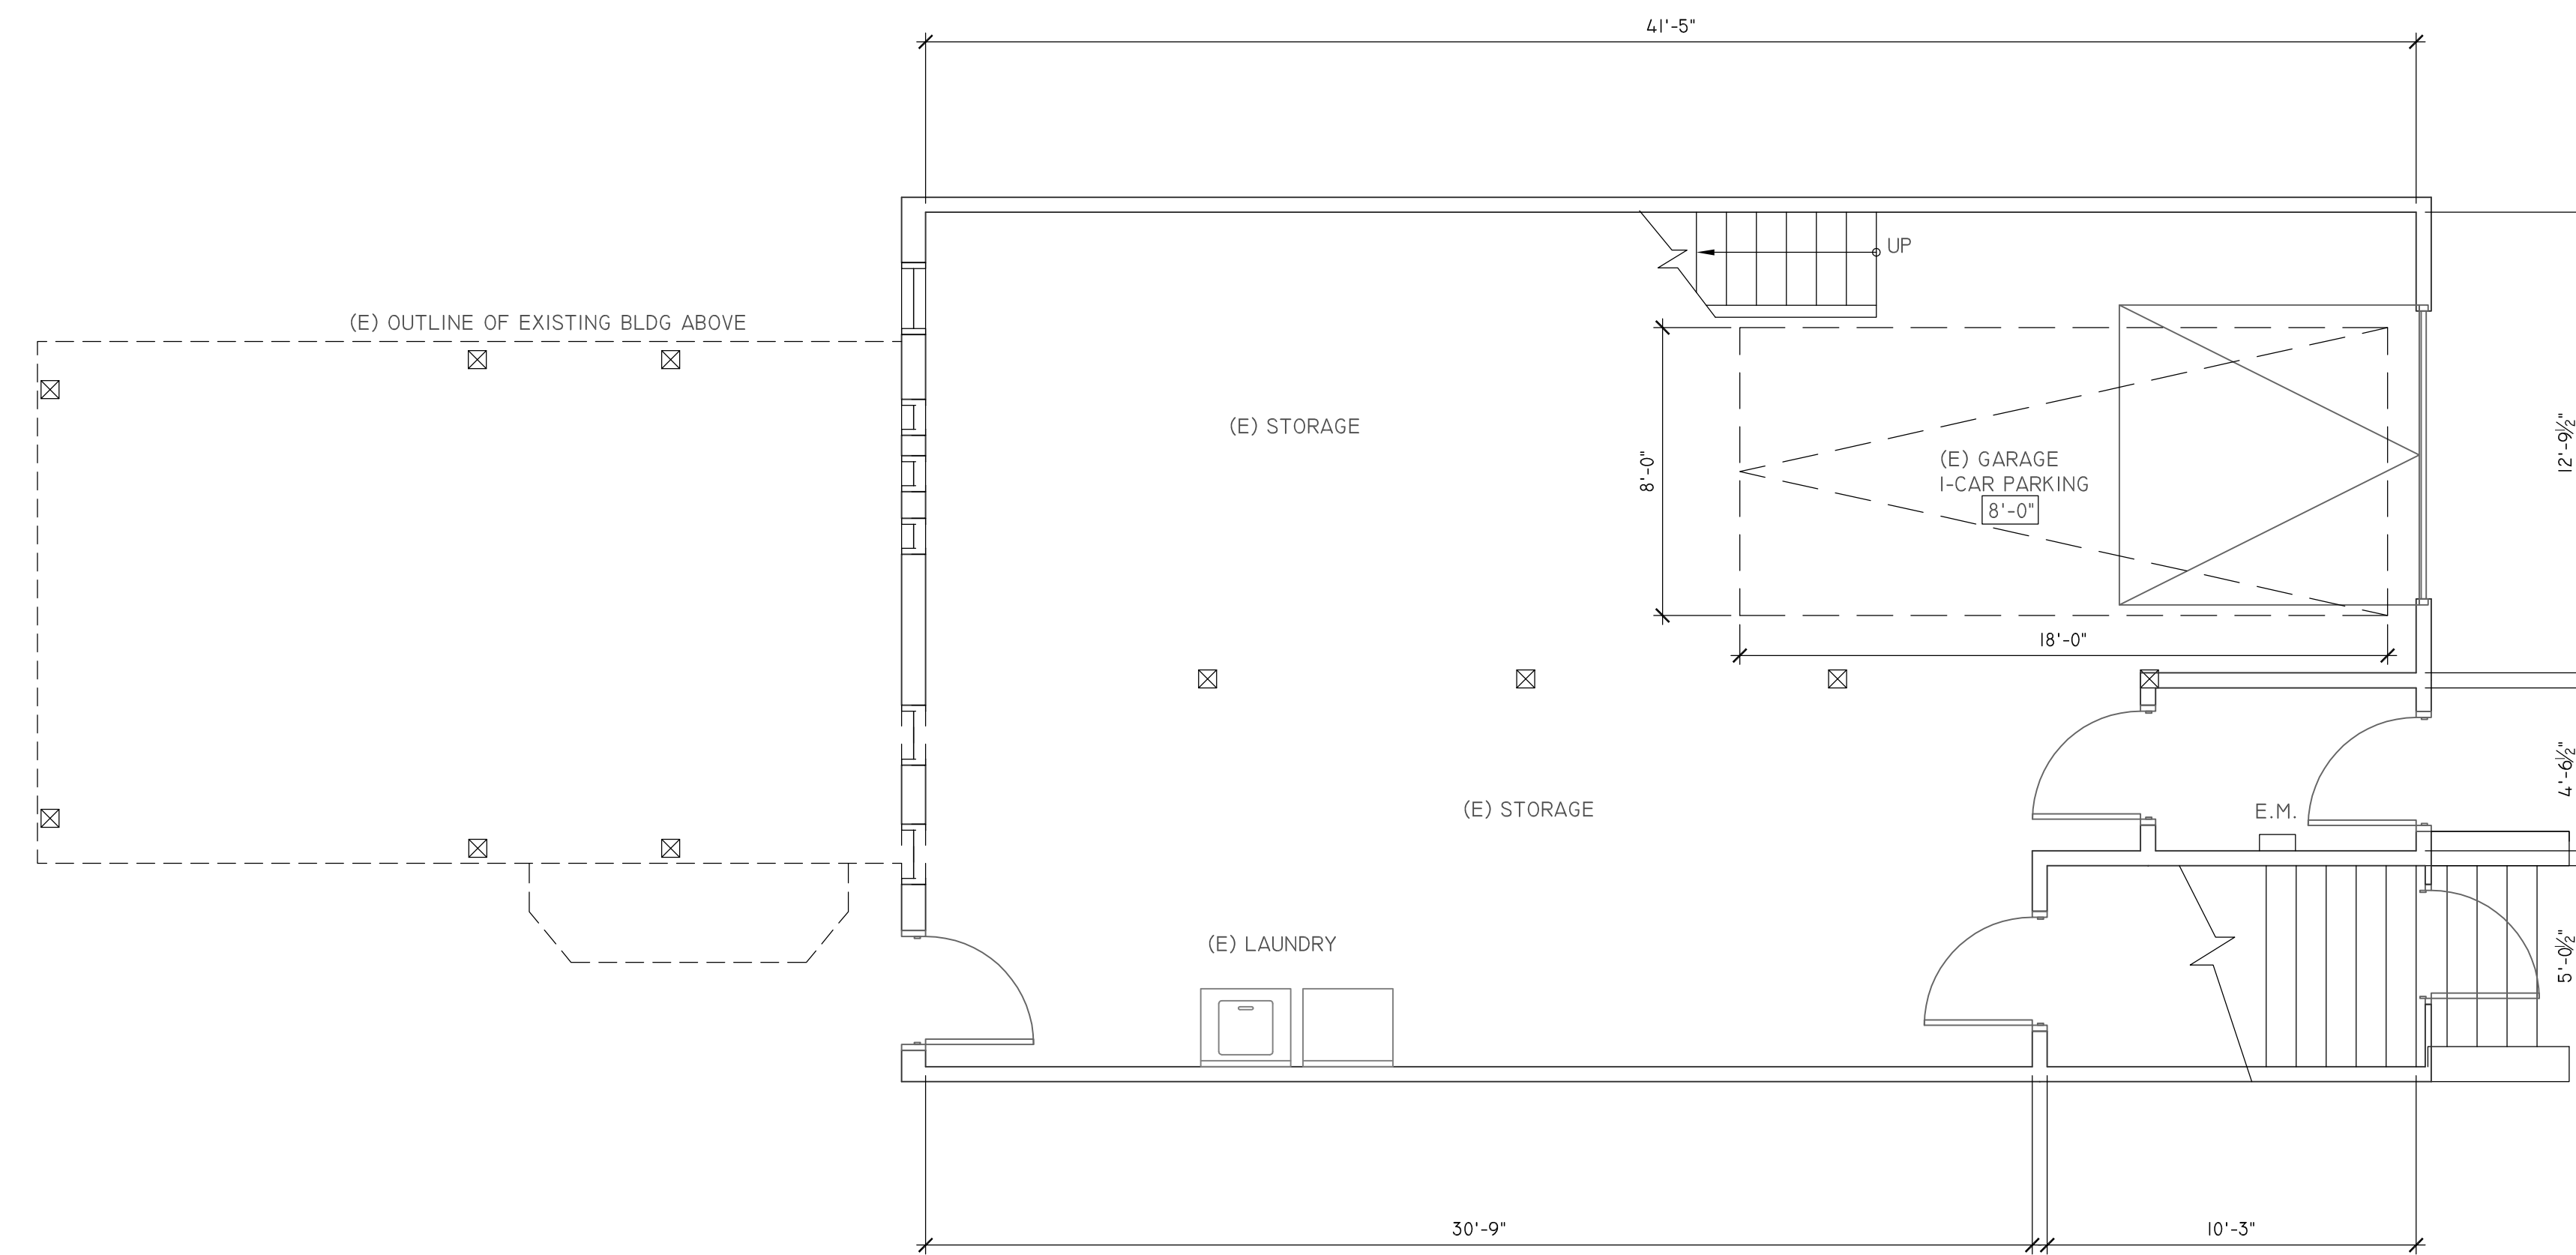 41'-5"
UP
(E) OUTLINE OF EXISTING BLDG ABOVE
(E) STORAGE
8'-0"
(E) GARAGE
1-CAR PARKING
8'-0"
12'-9½"
18'-0"
4'-6½"
(E) STORAGE
E.M.
(E) LAUNDRY
5'-0½"
30'-9"
10'-3"